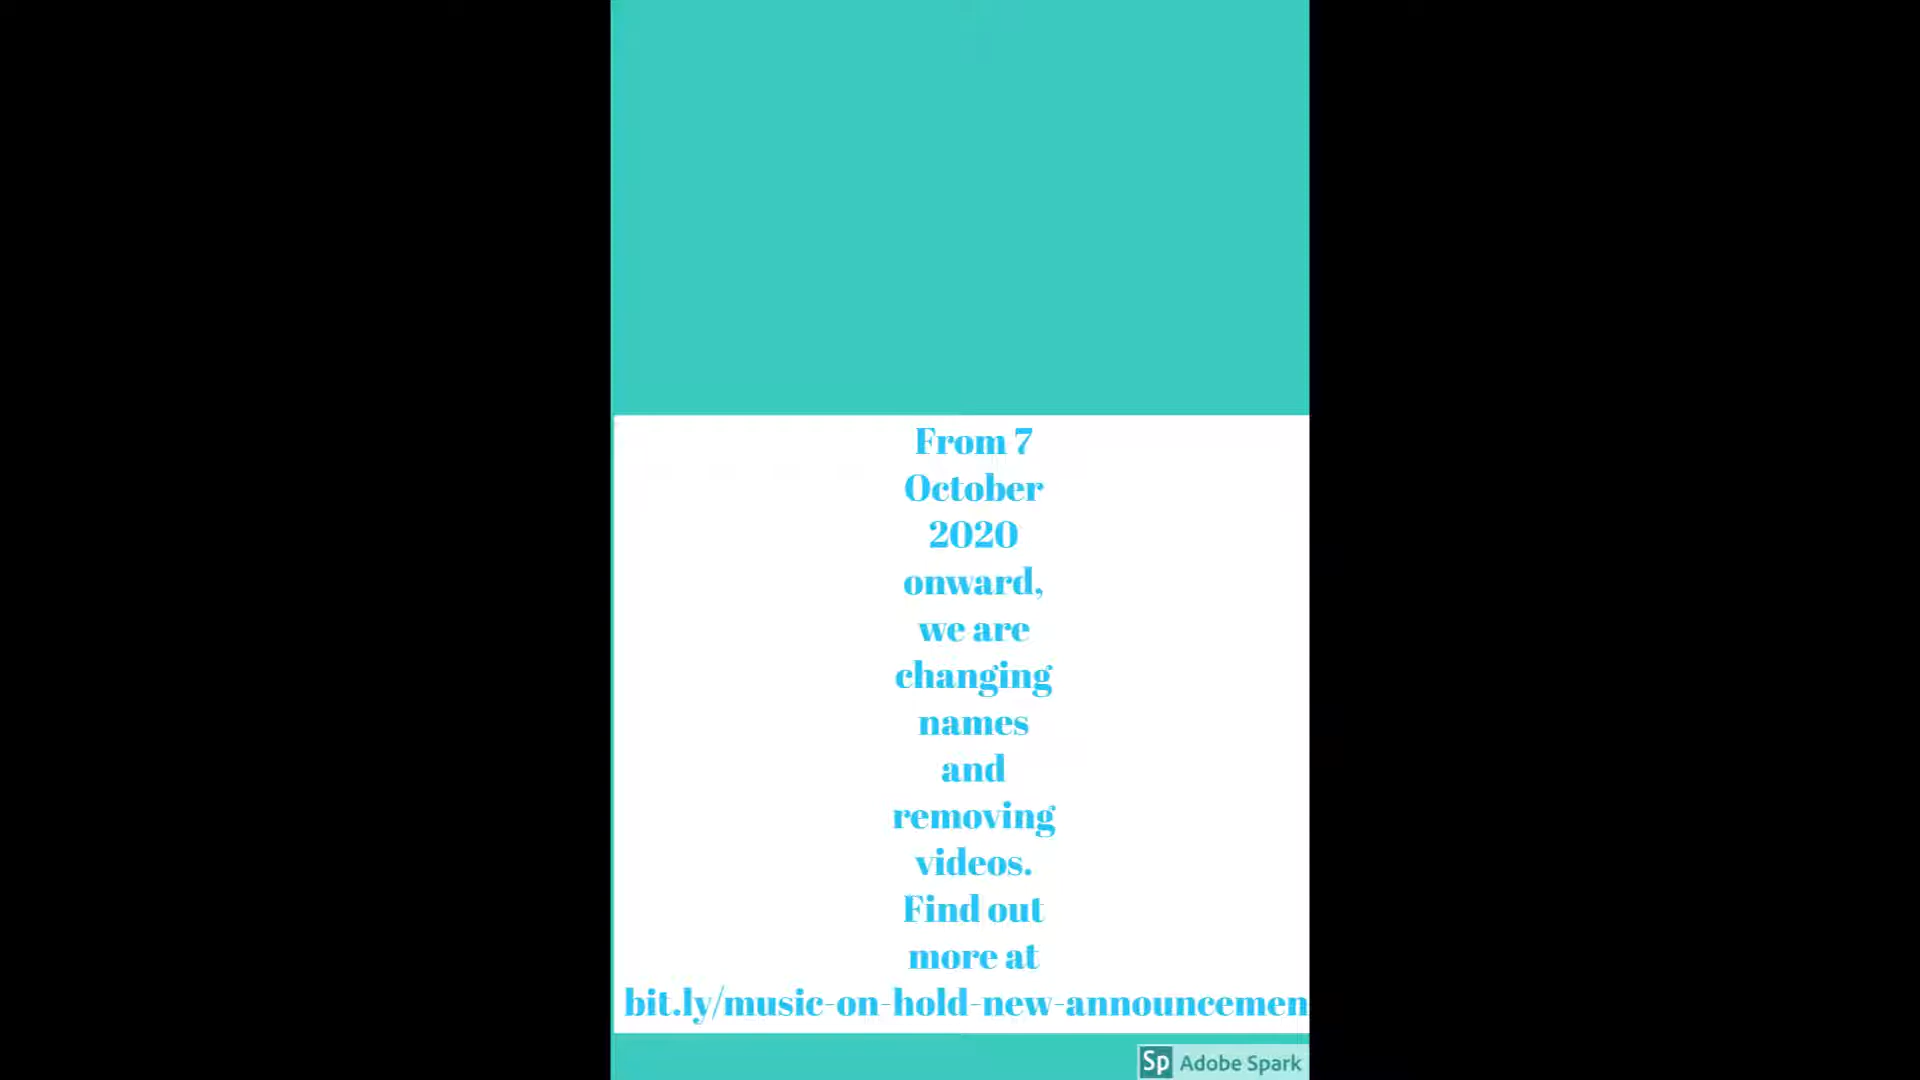 From 7
October
2020
onward,
we are
changing
names
and
removing
videos.
Find out
more at
bit.ly/music-on-hold-new-announcemen
Sp Adobe Spark